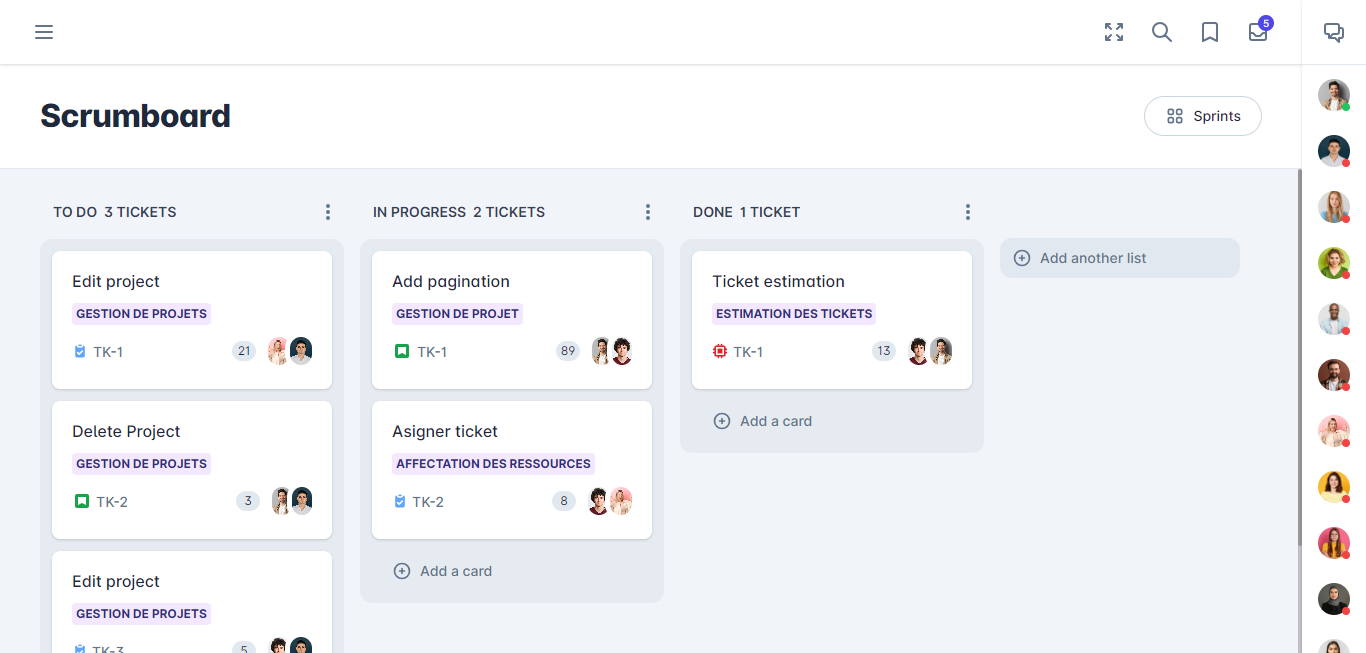 5
Scrumboard
Sprints
TO DO 3 TICKETS
IN PROGRESS 2 TICKETS
DONE 1 TICKET
Add another list
Edit project
GESTION DE PROJETS
TK-1
21
Delete Project
GESTION DE PROJETS
TK-2
3
Edit project
GESTION DE PROJETS
TK-3
5
Add pagination
GESTION DE PROJET
TK-1
89
Asigner ticket
AFFECTATION DES RESSOURCES
TK-2
8
Add a card
Ticket estimation
ESTIMATION DES TICKETS
TK-1
13
Add a card